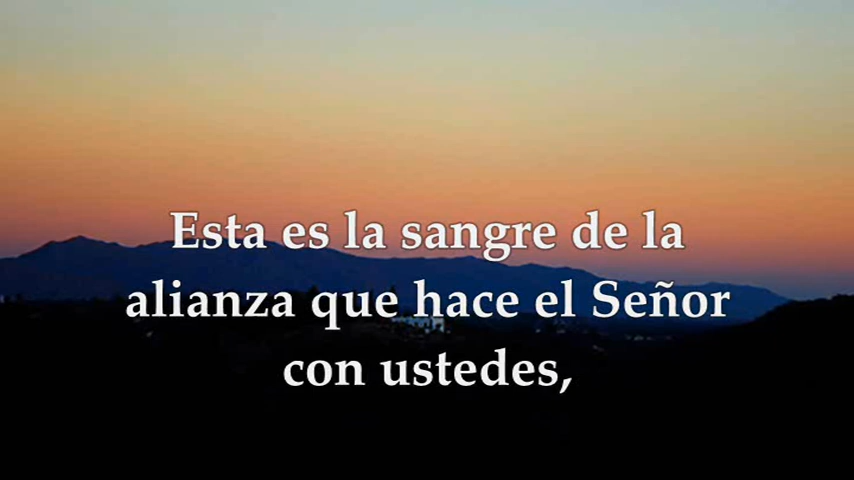 Esta es la sangre de la
alianza que hace el Señor
con ustedes,